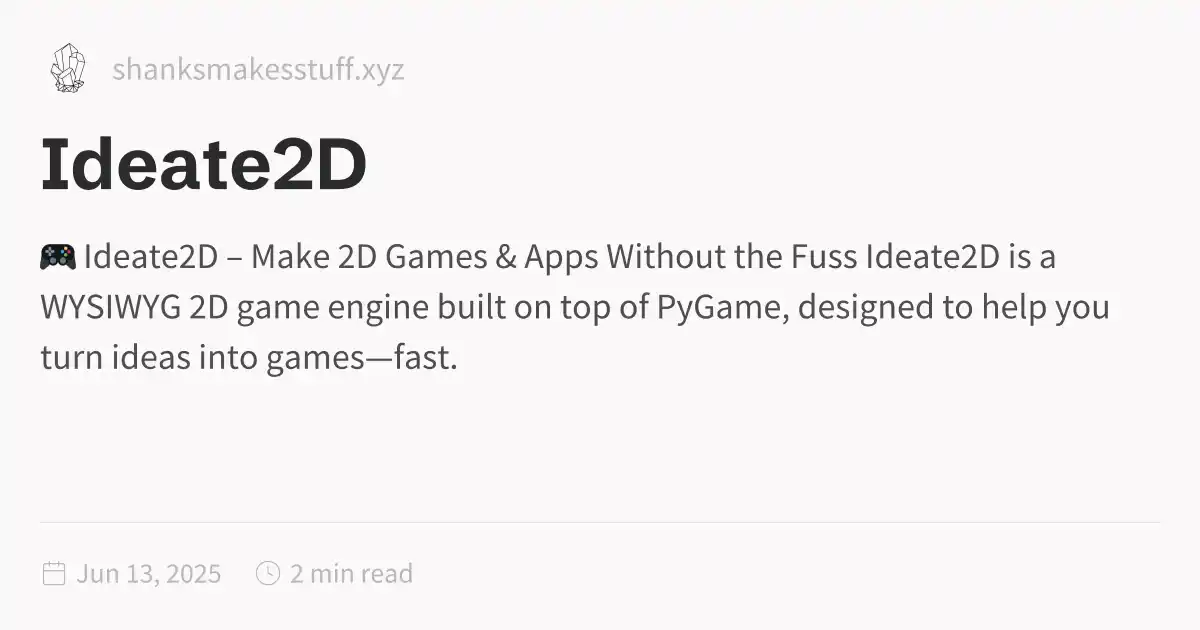 shanksmakesstuff.xyz
Ideate2D
🎮 Ideate2D – Make 2D Games & Apps Without the Fuss Ideate2D is a
WYSIWYG 2D game engine built on top of PyGame, designed to help you
turn ideas into games—fast.
Jun 13, 2025 2 min read